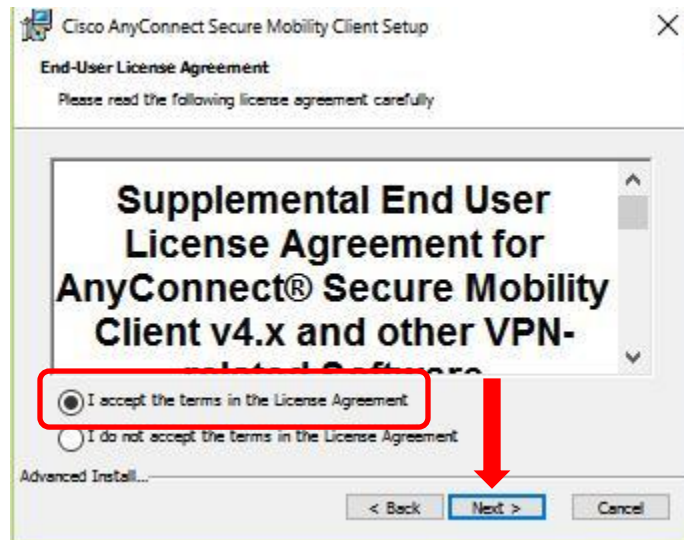 Cisco AnyConnect Secure Mobility Client Setup
End-User License Agreement
Please read the following license agreement carefully
Supplemental End User
License Agreement for
AnyConnect® Secure Mobility
Client v4.x and other VPN-
related Software
I accept the terms in the License Agreement
I do not accept the terms in the License Agreement
Advanced Install...
< Back Next > Cancel